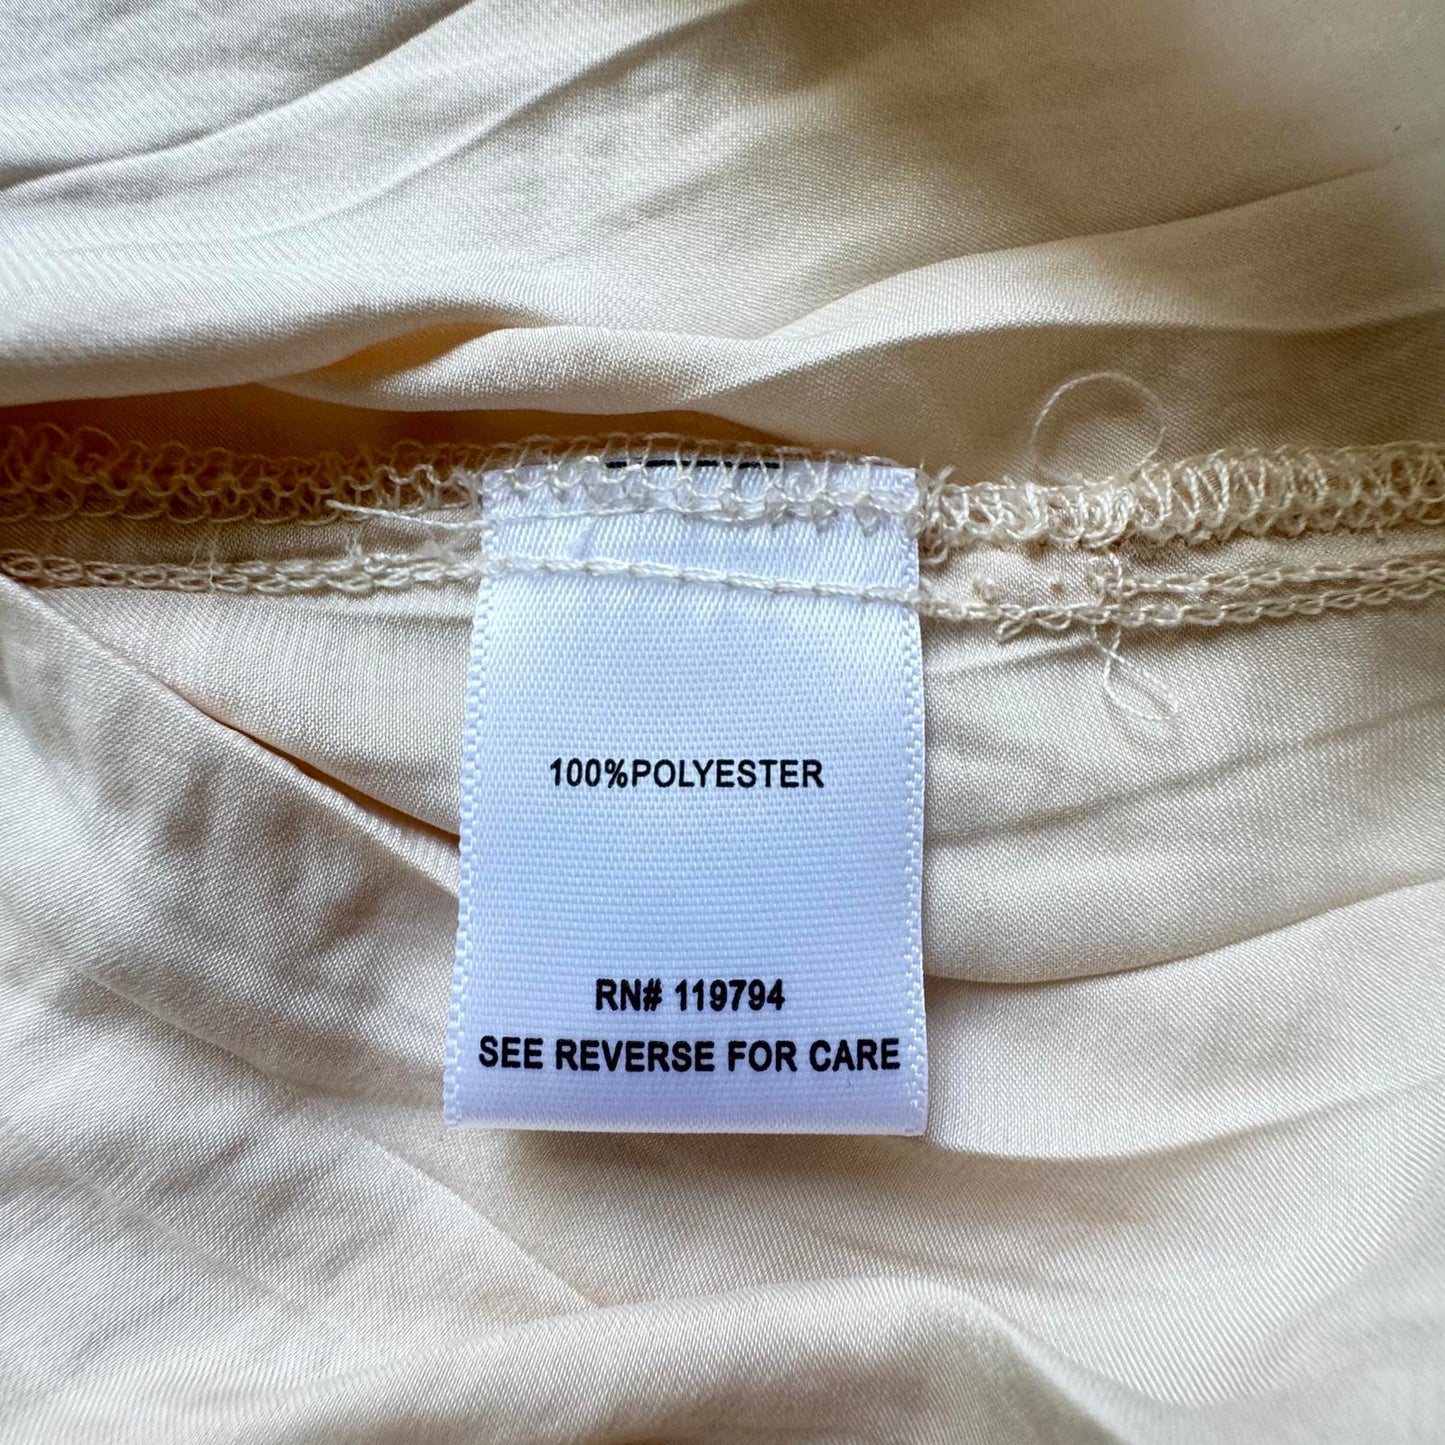 100%POLYESTER
RN# 119794
SEE REVERSE FOR CARE